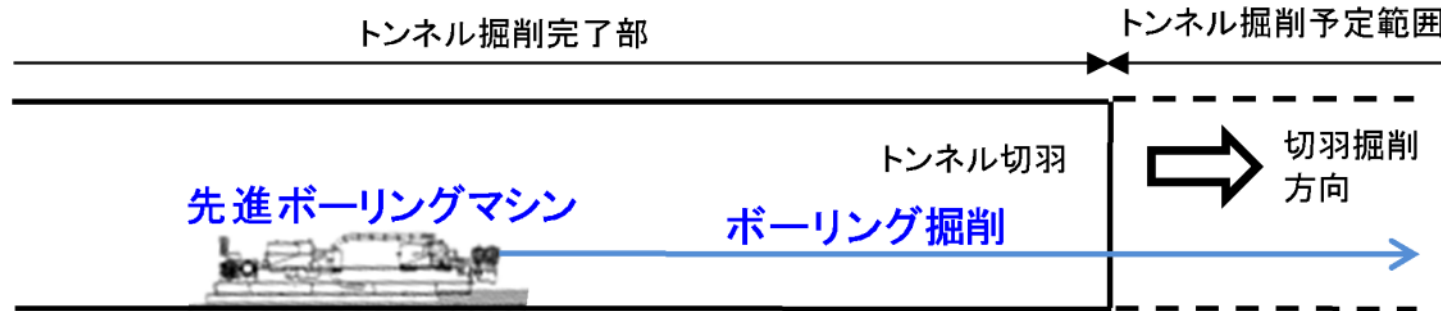 トンネル掘削完了部
トンネル掘削予定範囲
トンネル切羽
切羽掘削
方向
先進ボーリングマシン
ボーリング掘削